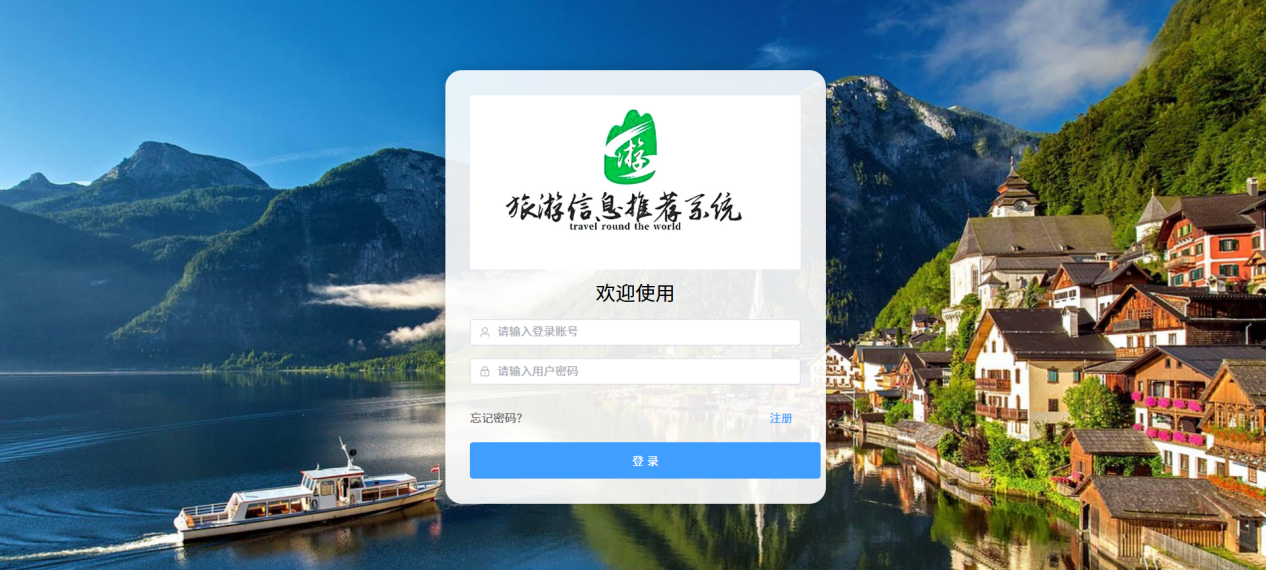 游
旅游信息推荐系统
travel round the world
欢迎使用
请输入登录账号
请输入用户密码
忘记密码?
注册
登 录